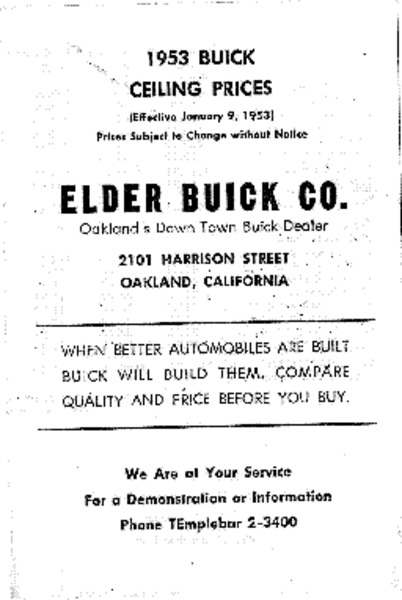 1953 BUICK
CEILING PRICES
(Effective January 9, 1953)
Prices Subject to Change without Notice
ELDER BUICK CO.
Oakland's Down Town Buick Dealer
2101 HARRISON STREET
OAKLAND, CALIFORNIA
WHEN BETTER AUTOMOBILES ARE BUILT
BUICK WILL BUILD THEM. COMPARE
QUALITY AND PRICE BEFORE YOU BUY.
We Are at Your Service
For a Demonstration or Information
Phone TEmplebar 2-3400